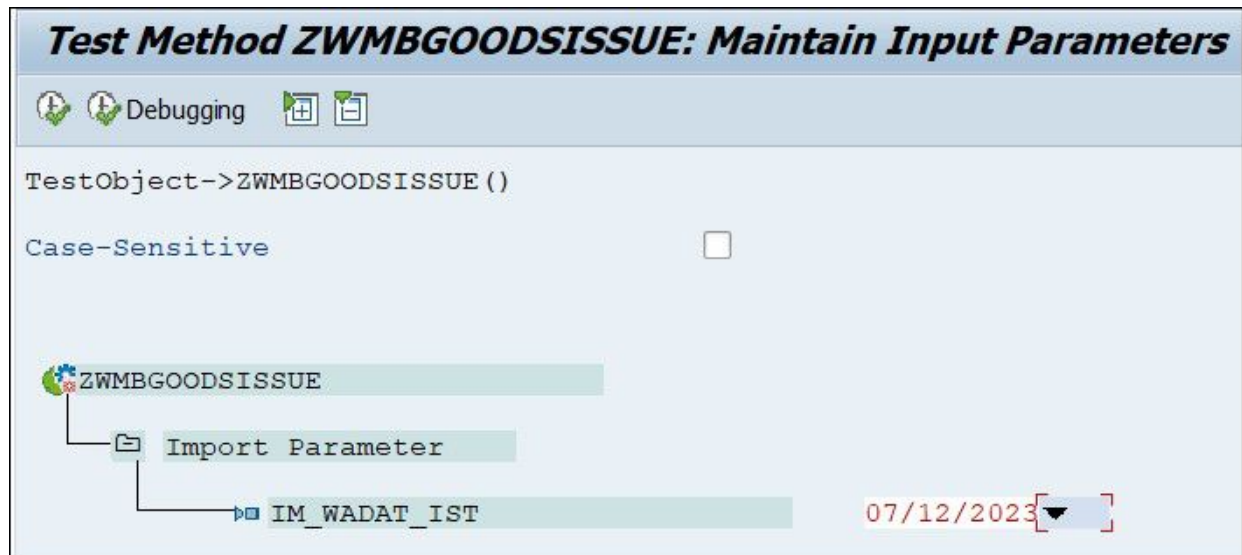 Test Method ZWMBGOODSISSUE: Maintain Input Parameters
Debugging
TestObject->ZWMBGOODSISSUE()
Case-Sensitive
ZWMBGOODSISSUE
Import Parameter
IM_WADAT_IST 07/12/2023